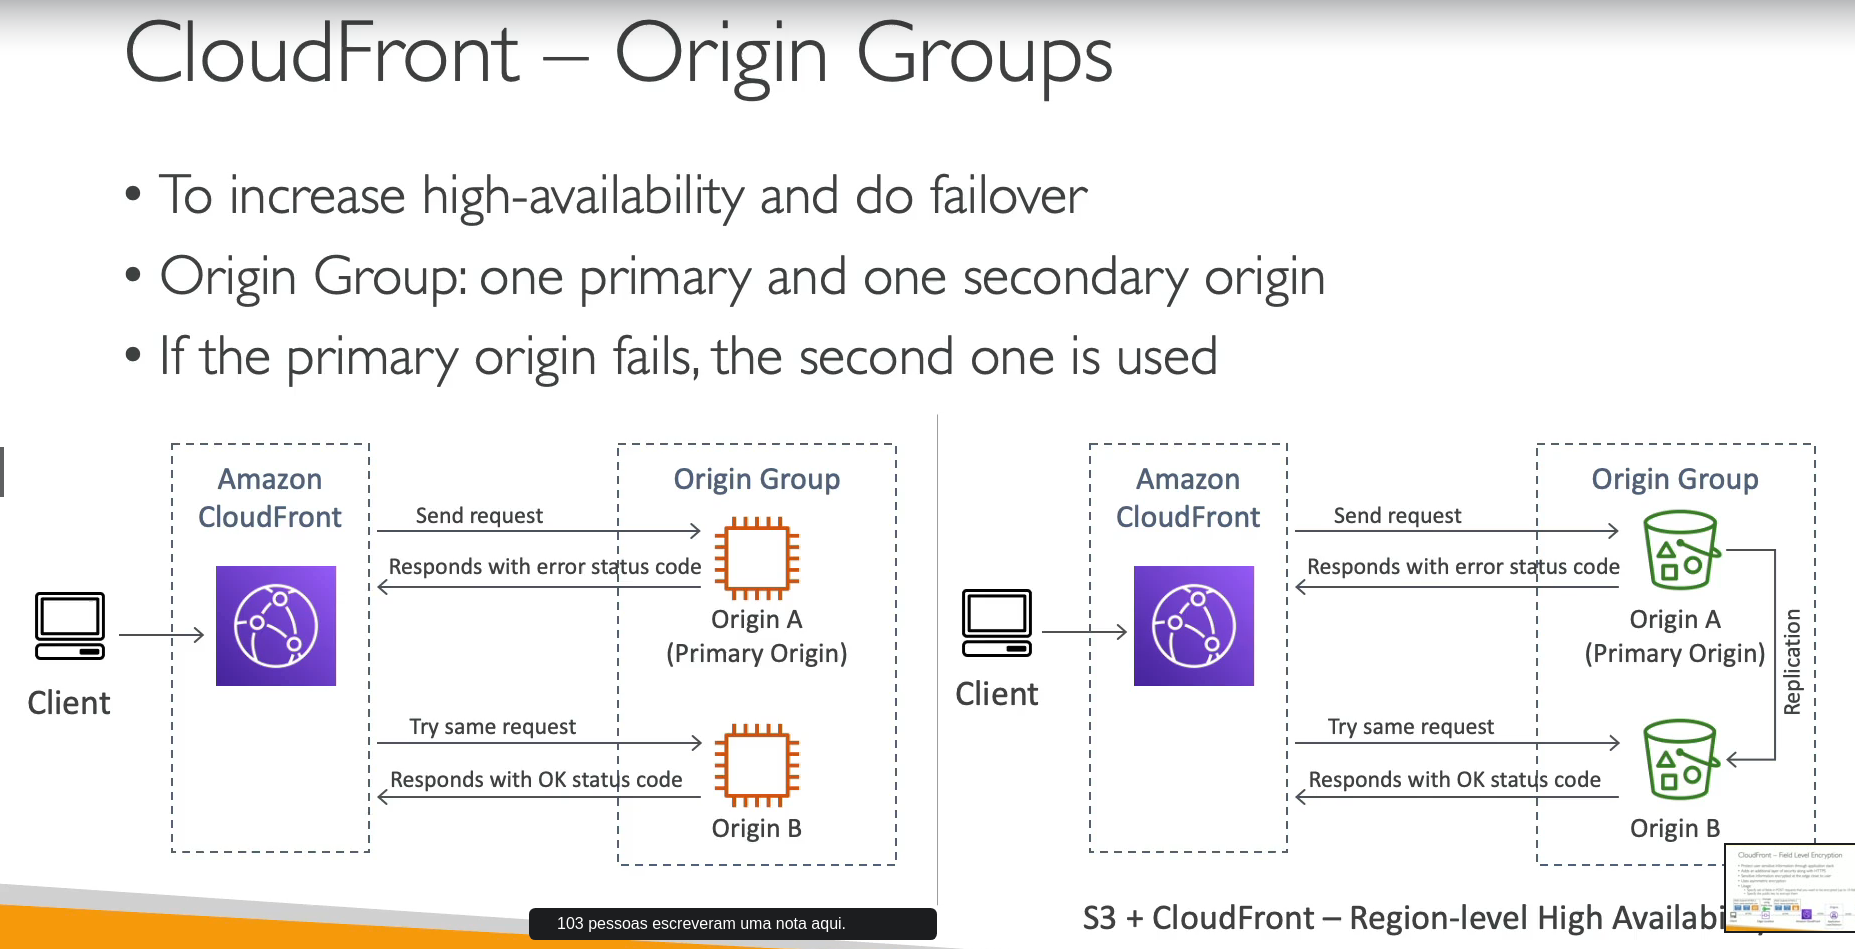 CloudFront – Origin Groups
• To increase high-availability and do failover
• Origin Group: one primary and one secondary origin
• If the primary origin fails, the second one is used
Amazon
CloudFront
Origin Group
Send request
Responds with error status code
Origin A
(Primary Origin)
Client
Try same request
Responds with OK status code
Origin B
Amazon
CloudFront
Origin Group
Send request
Responds with error status code
Origin A
(Primary Origin)
Replication
Client
Try same request
Responds with OK status code
Origin B
S3 + CloudFront – Region-level High
CloudFront – Field Level Encryption
103 pessoas escreveram uma nota aqui.